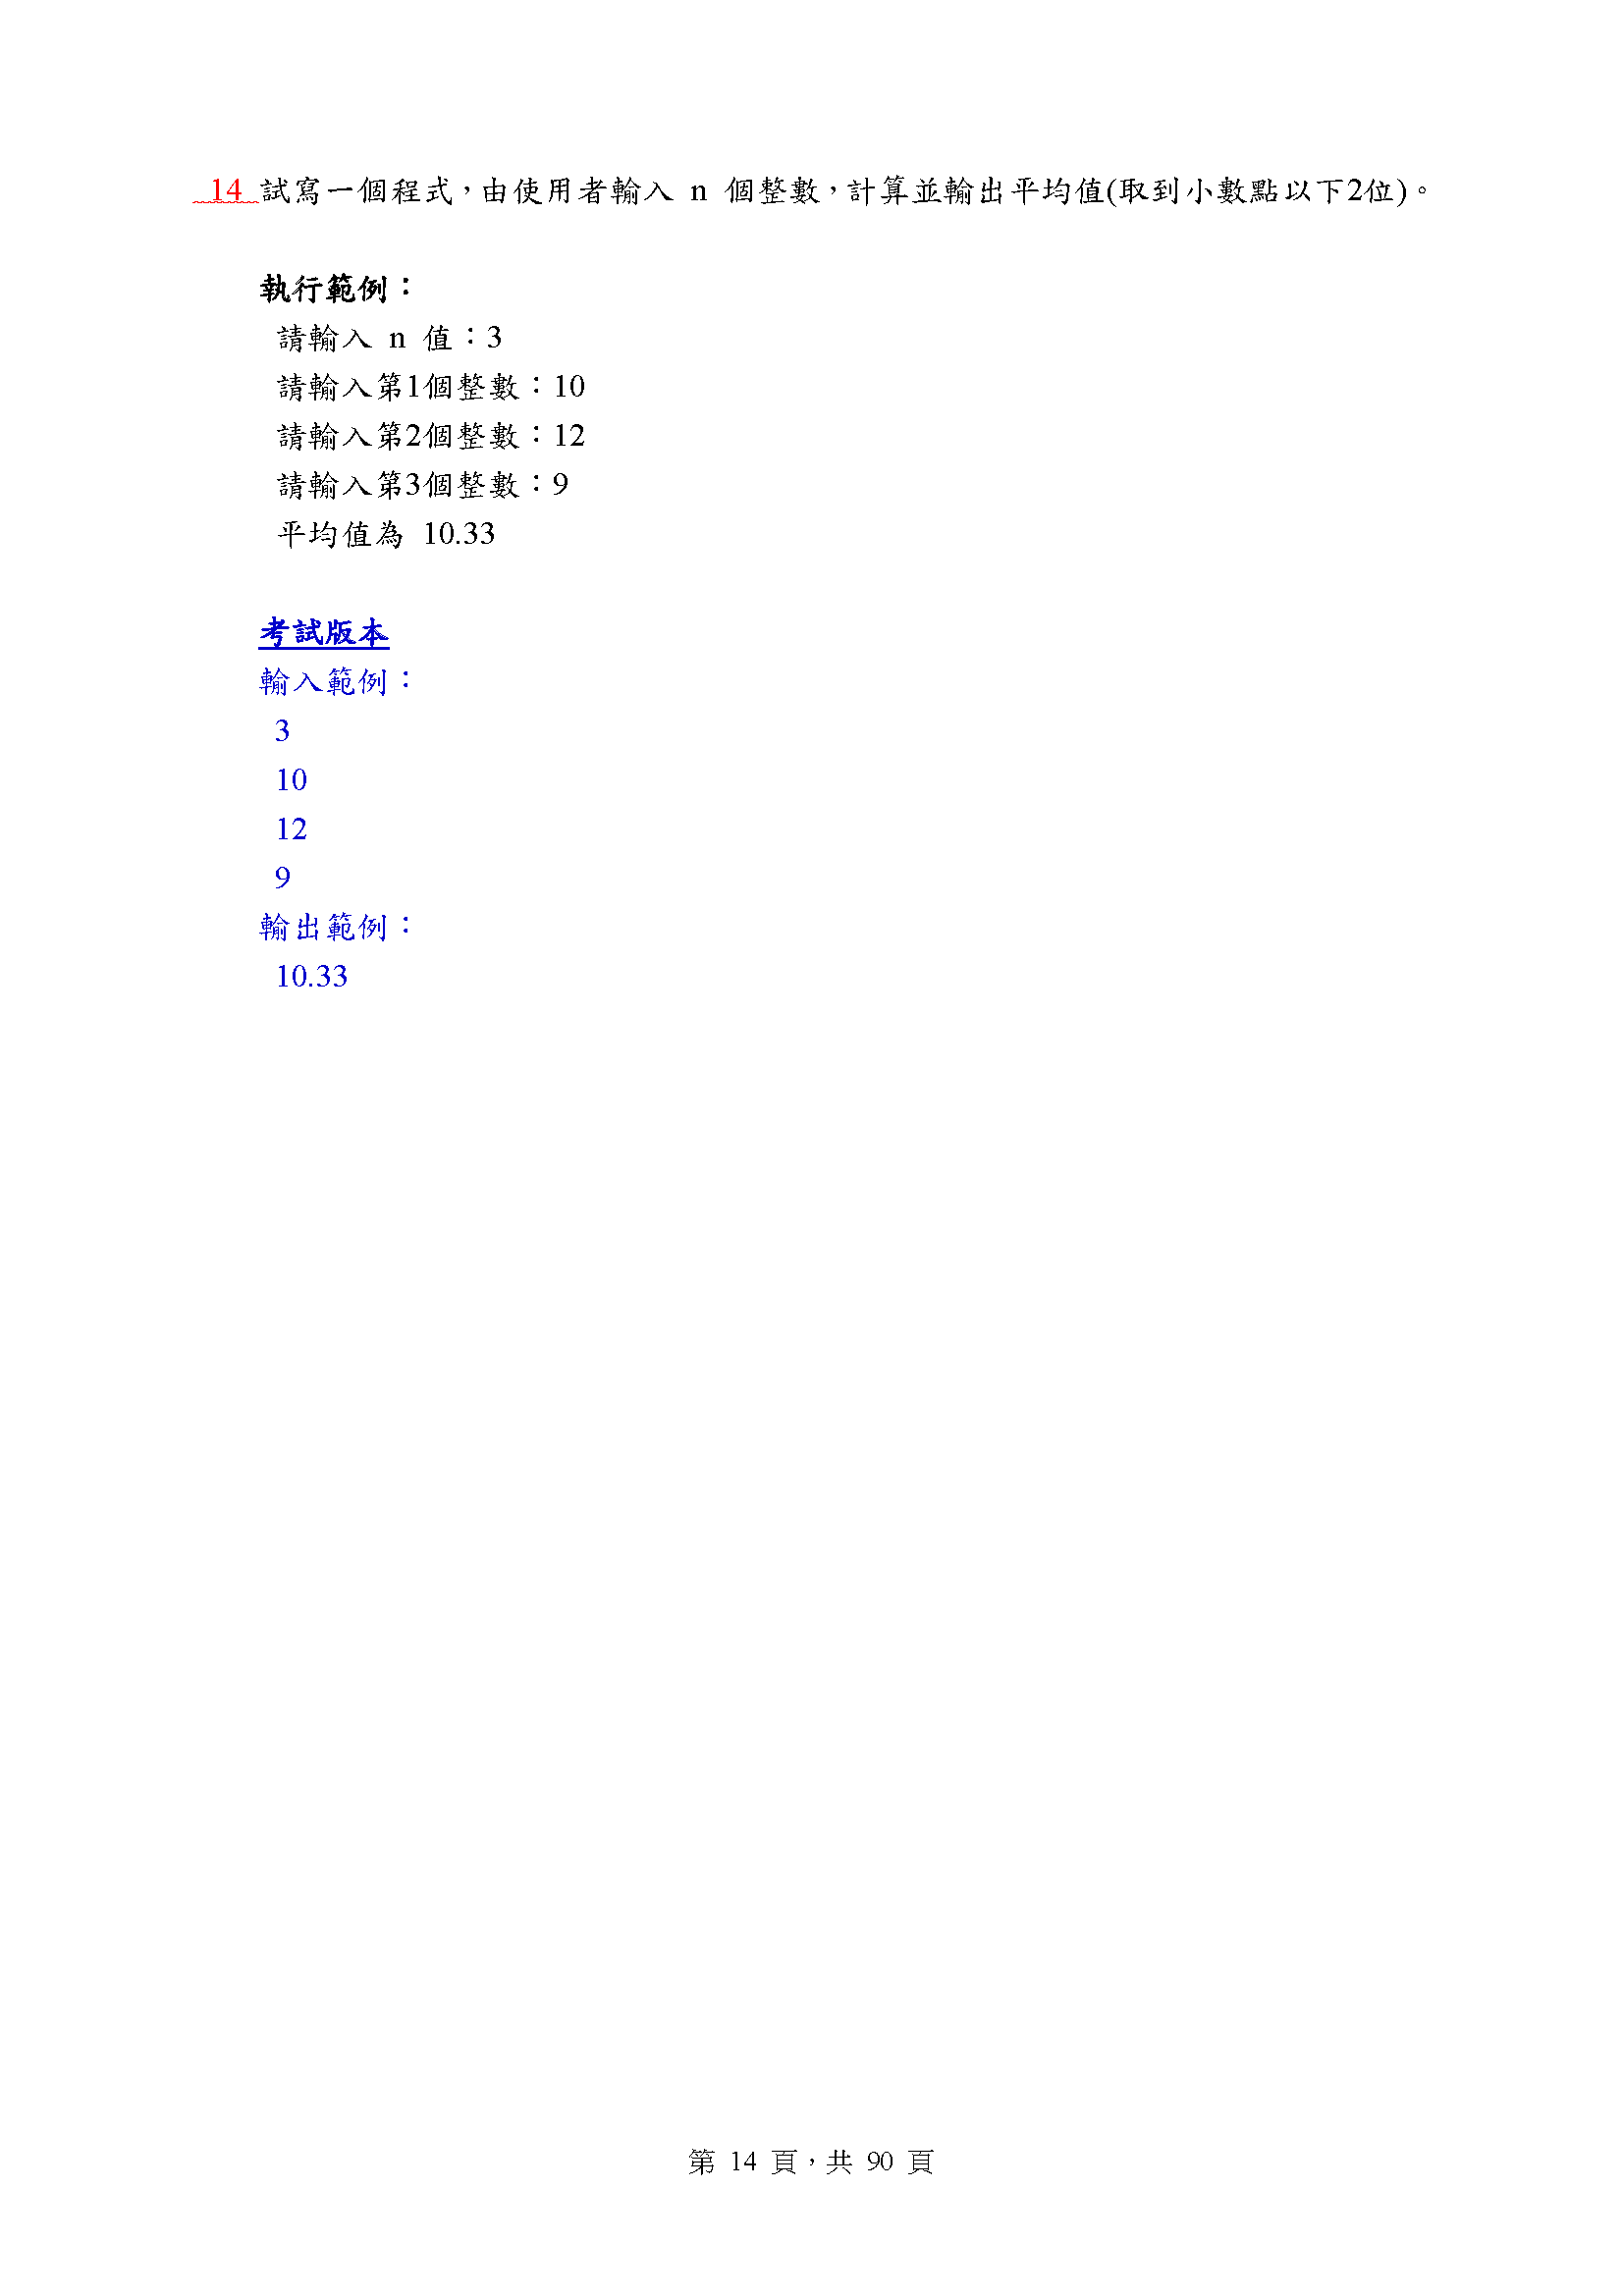 14 試寫一個程式，由使用者輸入 n 個整數，計算並輸出平均值(取到小數點以下2位)。
執行範例：
請輸入 n 值：3
請輸入第1個整數：10
請輸入第2個整數：12
請輸入第3個整數：9
平均值為 10.33
考試版本
輸入範例：
3
10
12
9
輸出範例：
10.33
第 14 頁，共 90 頁